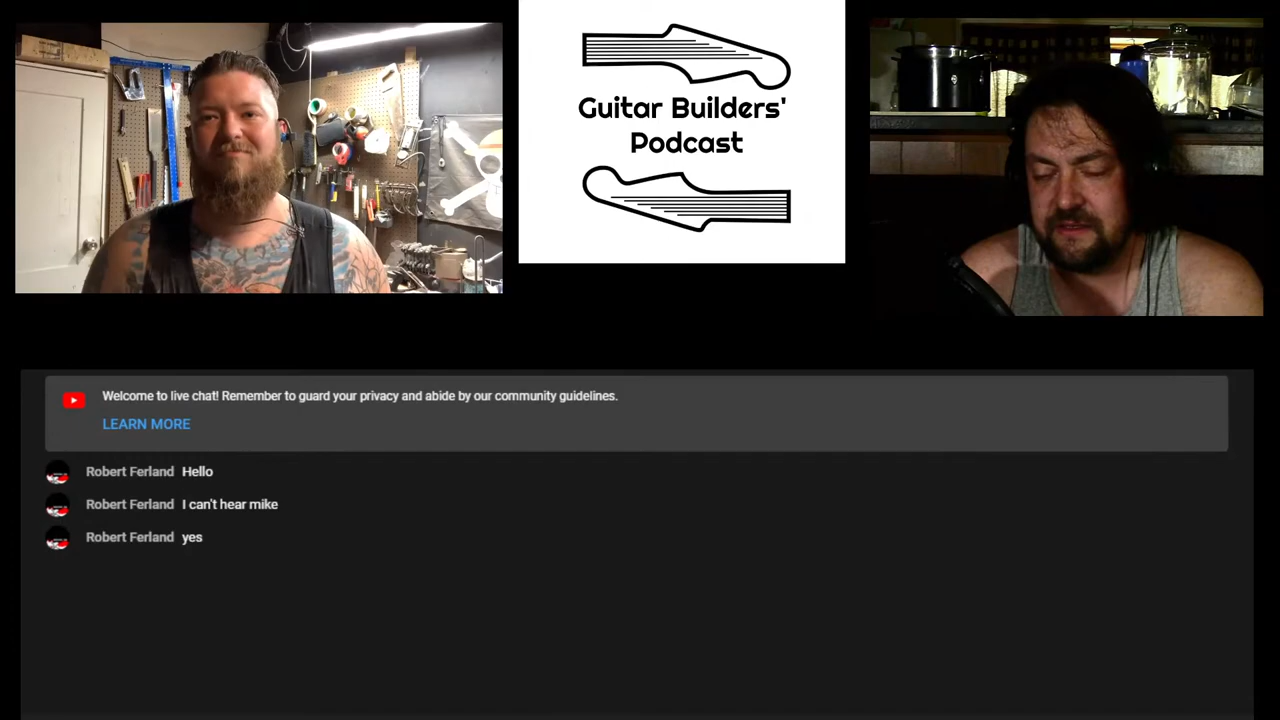 Guitar Builders'
Podcast
Welcome to live chat! Remember to guard your privacy and abide by our community guidelines.
LEARN MORE
Robert Ferland Hello
Robert Ferland I can't hear mike
Robert Ferland yes